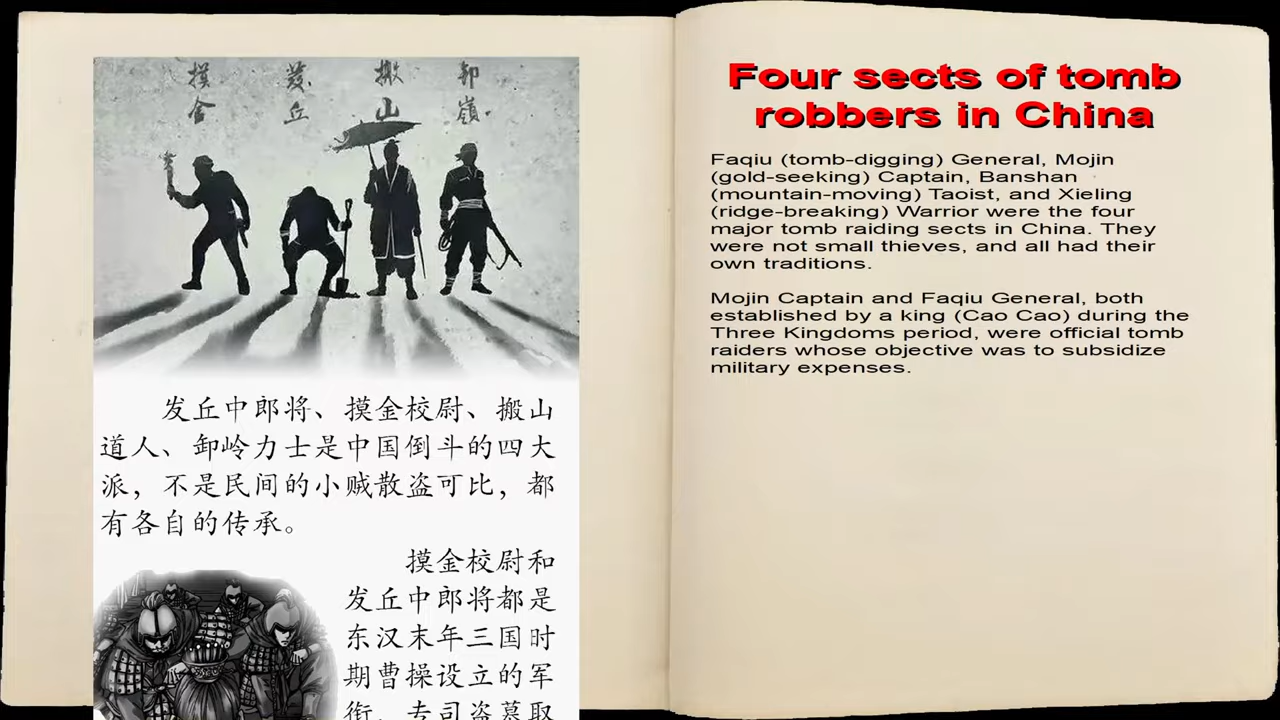 摸金
发丘
搬山
卸嶺
发丘中郎将、摸金校尉、搬山
道人、卸岭力士是中国倒斗的四大
派，不是民间的小贼散盗可比，都
有各自的传承。
摸金校尉和
发丘中郎将都是
东汉末年三国时
期曹操设立的军
衔，专司盗墓取
Four sects of tomb
robbers in China
Faqiu (tomb-digging) General, Mojin
(gold-seeking) Captain, Banshan
(mountain-moving) Taoist, and Xieling
(ridge-breaking) Warrior were the four
major tomb raiding sects in China. They
were not small thieves, and all had their
own traditions.
Mojin Captain and Faqiu General, both
established by a king (Cao Cao) during the
Three Kingdoms period, were official tomb
raiders whose objective was to subsidize
military expenses.